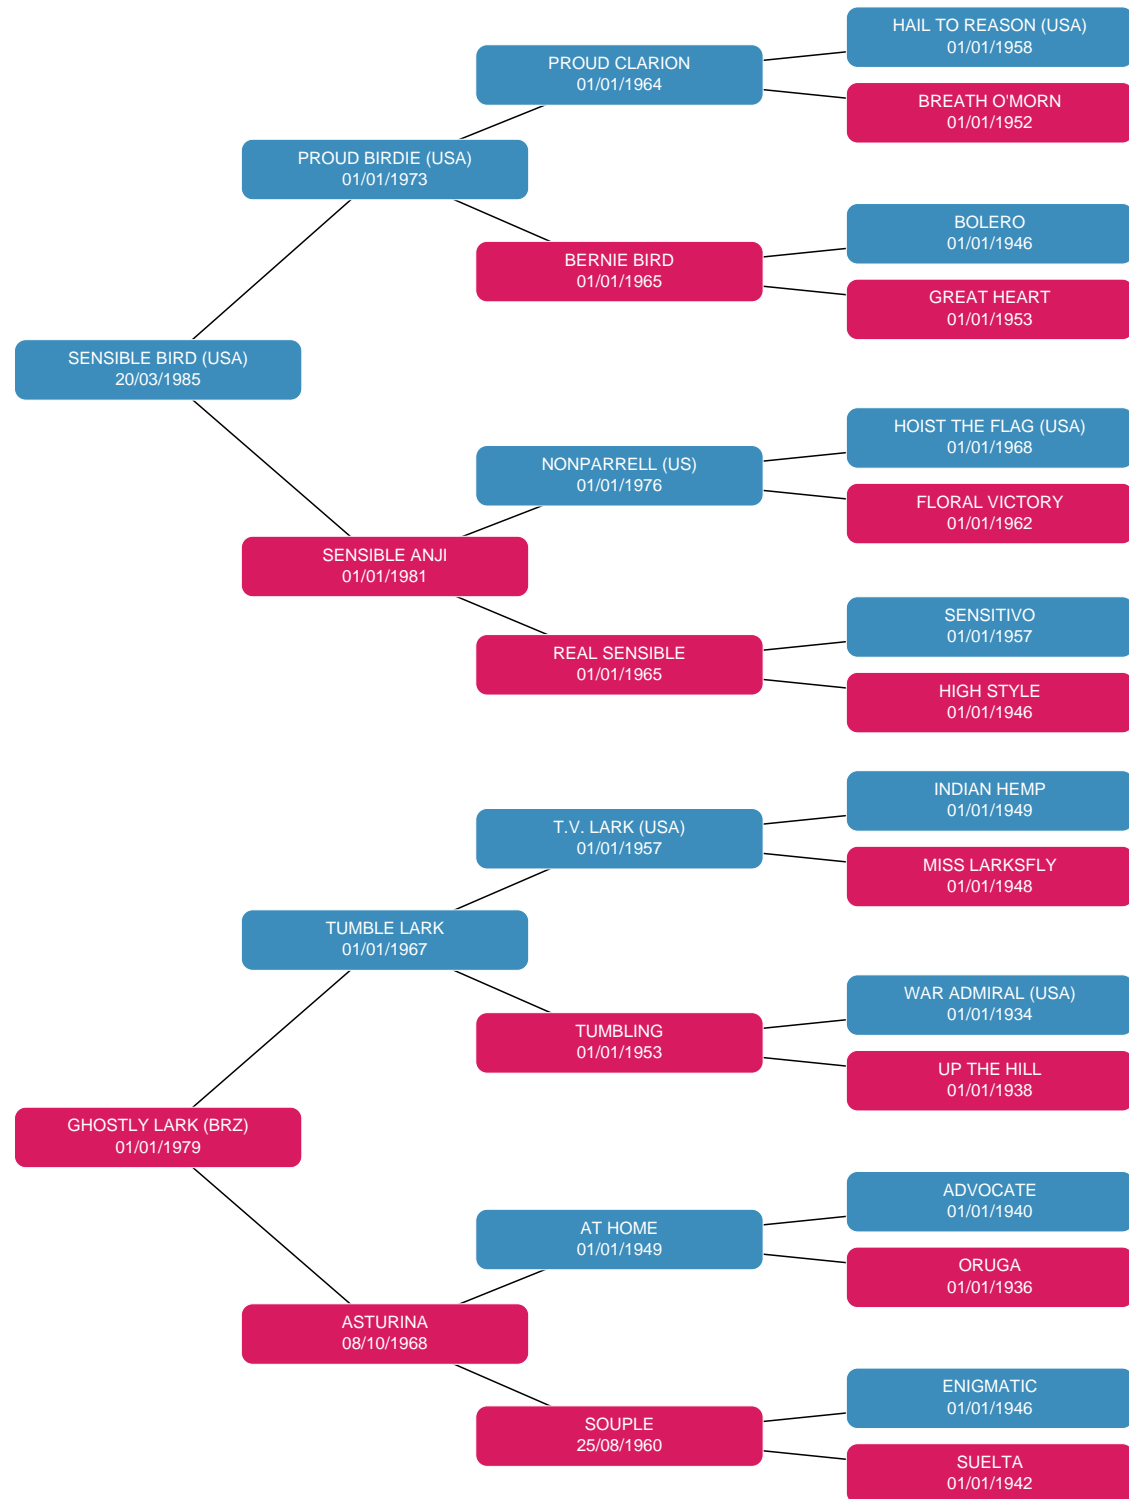 HAIL TO REASON (USA)
01/01/1958
PROUD CLARION
01/01/1964
BREATH O'MORN
01/01/1952
PROUD BIRDIE (USA)
01/01/1973
BOLERO
01/01/1946
BERNIE BIRD
01/01/1965
GREAT HEART
01/01/1953
SENSIBLE BIRD (USA)
20/03/1985
HOIST THE FLAG (USA)
01/01/1968
NONPARRELL (US)
01/01/1976
FLORAL VICTORY
01/01/1962
SENSIBLE ANJI
01/01/1981
SENSITIVO
01/01/1957
REAL SENSIBLE
01/01/1965
HIGH STYLE
01/01/1946
INDIAN HEMP
01/01/1949
T.V. LARK (USA)
01/01/1957
MISS LARKSFLY
01/01/1948
TUMBLE LARK
01/01/1967
WAR ADMIRAL (USA)
01/01/1934
TUMBLING
01/01/1953
UP THE HILL
01/01/1938
GHOSTLY LARK (BRZ)
01/01/1979
ADVOCATE
01/01/1940
AT HOME
01/01/1949
ORUGA
01/01/1936
ASTURINA
08/10/1968
ENIGMATIC
01/01/1946
SOUPLE
25/08/1960
SUELTA
01/01/1942